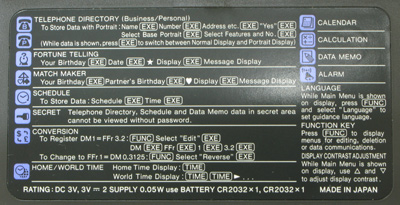 TELEPHONE DIRECTORY (Business/Personal)
To Store Data with Portrait: Name EXE Number EXE Address etc. EXE "Yes" EXE
Select Base Portrait EXE Select Features and No. EXE
(While data is shown, press EXE to switch between Normal Display and Portrait Display)
FORTUNE TELLING
Your Birthday EXE Date EXE ★ Display EXE Message Display
MATCH MAKER
Your Birthday EXE Partner's Birthday EXE ♥ Display EXE Message Display
SCHEDULE
To Store Data: Schedule EXE Time EXE
SECRET Telephone Directory, Schedule and Data Memo data in secret area
cannot be viewed without password.
CONVERSION
To Register DM1=FFr 3.2: FUNC Select "Edit" EXE
DM EXE FFr EXE 1 EXE 3.2 EXE
To Change to FFr1=DM 0.3125: FUNC Select "Reverse" EXE
HOME/WORLD TIME Home Time Display: TIME
World Time Display: TIME TIME ► ...
CALENDAR
CALCULATION
DATA MEMO
ALARM
LANGUAGE
While Main Menu is shown
on display, press FUNC
and select "Language" to
set guidance language.
FUNCTION KEY
Press FUNC to display
menus for editing, deletion
or data communications.
DISPLAY CONTRAST ADJUSTMENT
While Main Menu is shown
on display, use △ and ▽
to adjust display contrast.
RATING: DC 3V, 3V ⎓ 2 SUPPLY 0.05W use BATTERY CR2032×1, CR2032×1 MADE IN JAPAN